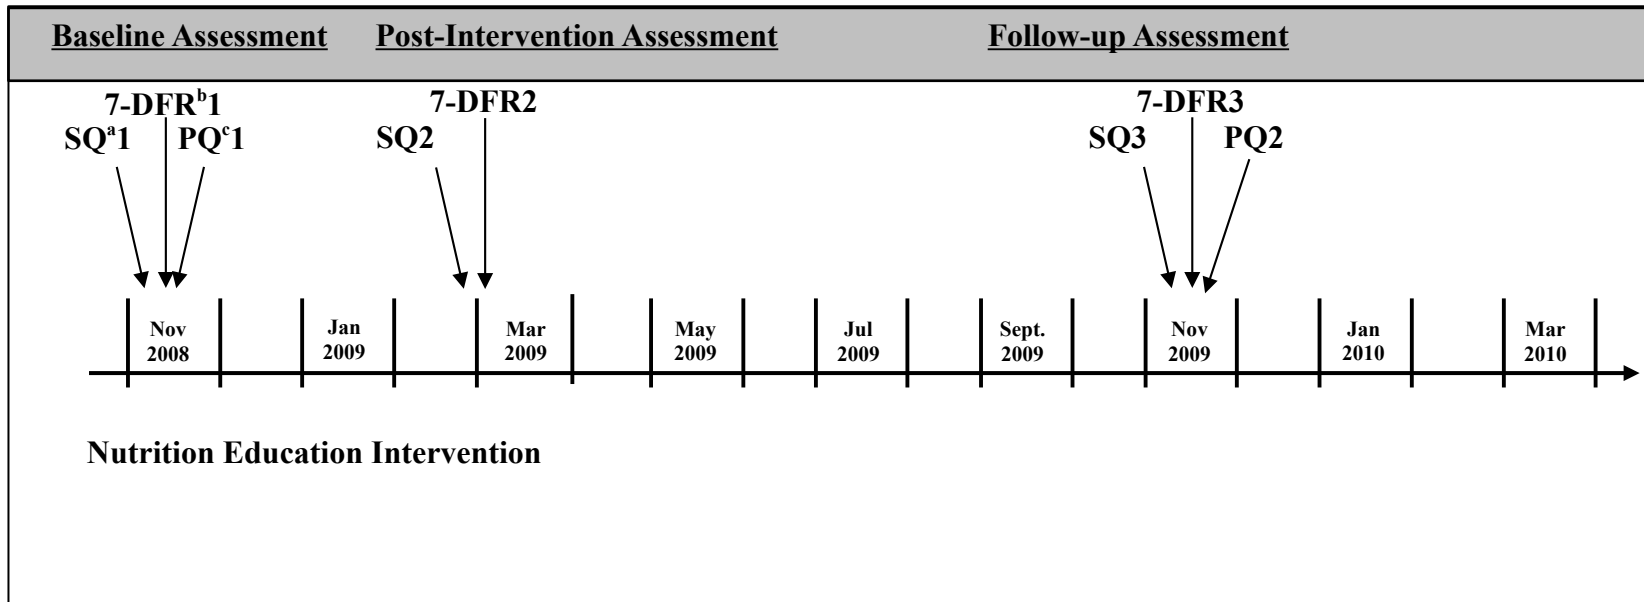 Baseline Assessment Post-Intervention Assessment Follow-up Assessment
7-DFRᵇ1 7-DFR2 7-DFR3
SQᵃ1 PQᶜ1 SQ2 SQ3 PQ2
Nov Jan Mar May Jul Sept. Nov Jan Mar
2008 2009 2009 2009 2009 2009 2009 2010 2010
Nutrition Education Intervention